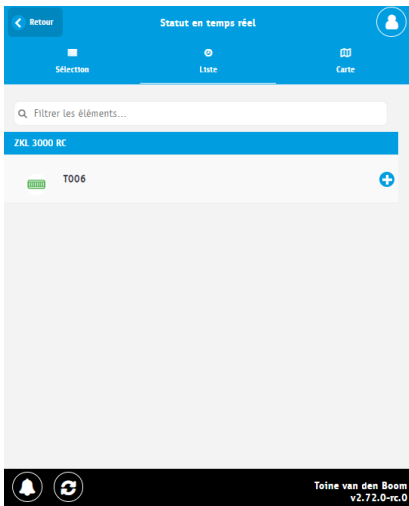 Retour
Statut en temps réel
Sélection
Liste
Carte
Filtrer les éléments...
ZKL 3000 RC
T006
Toine van den Boom
v2.72.0-rc.0